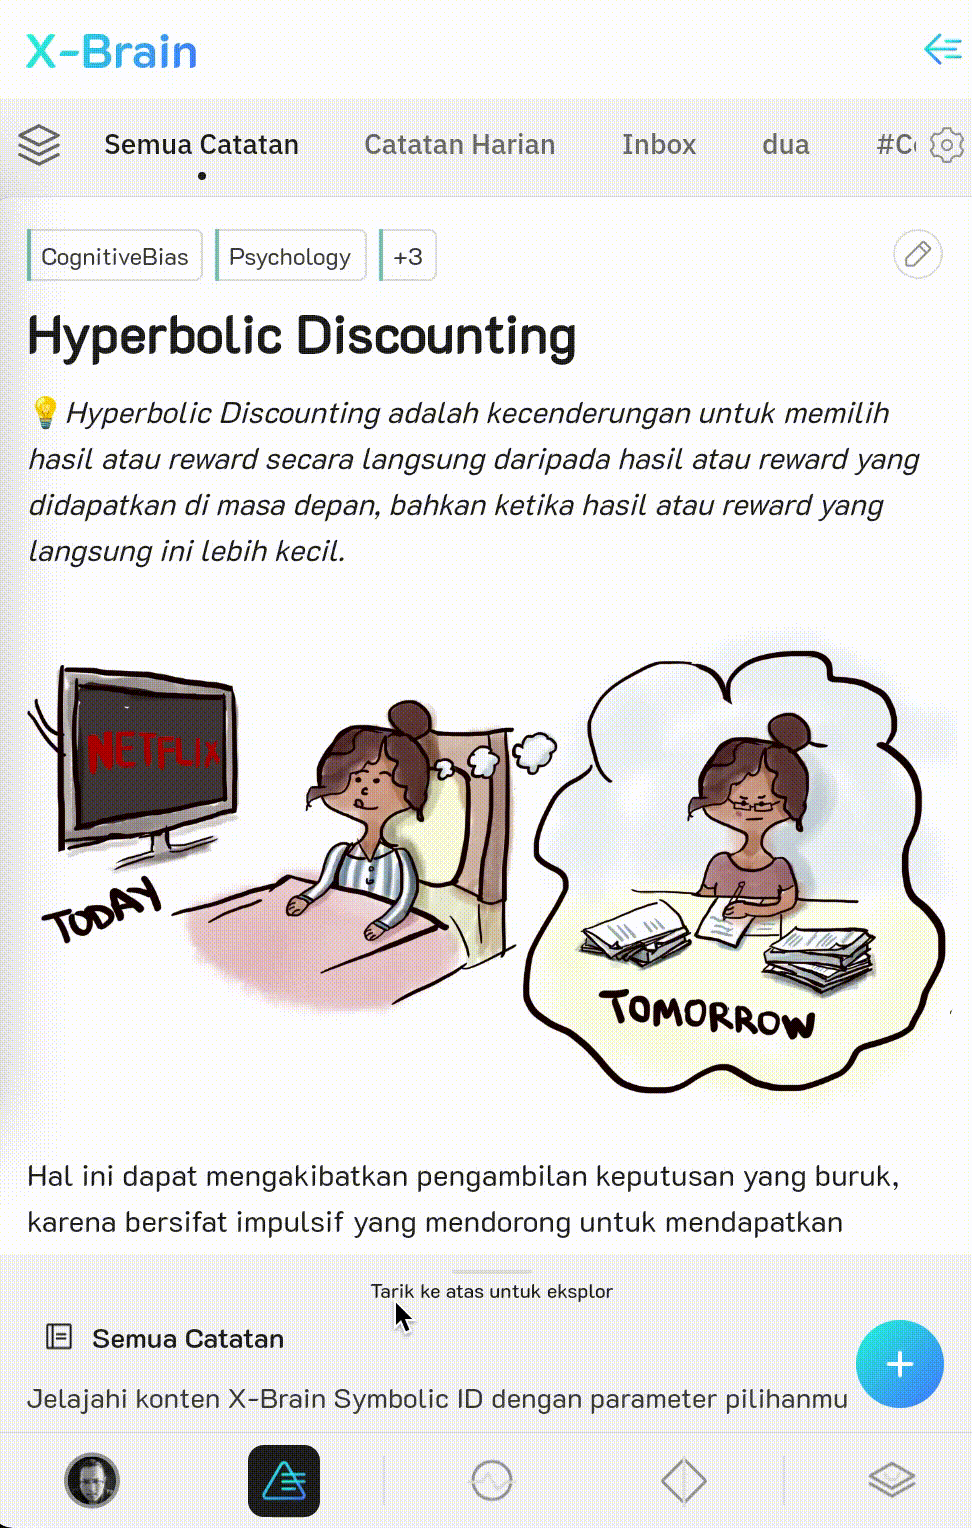 X-Brain
Semua Catatan Catatan Harian Inbox dua
CognitiveBias Psychology +3
Hyperbolic Discounting
💡 Hyperbolic Discounting adalah kecenderungan untuk memilih
hasil atau reward secara langsung daripada hasil atau reward yang
didapatkan di masa depan, bahkan ketika hasil atau reward yang
langsung ini lebih kecil.
NETFLIX
TODAY
TOMORROW
Hal ini dapat mengakibatkan pengambilan keputusan yang buruk,
karena bersifat impulsif yang mendorong untuk mendapatkan
Tarik ke atas untuk eksplor
Semua Catatan
Jelajahi konten X-Brain Symbolic ID dengan parameter pilihanmu